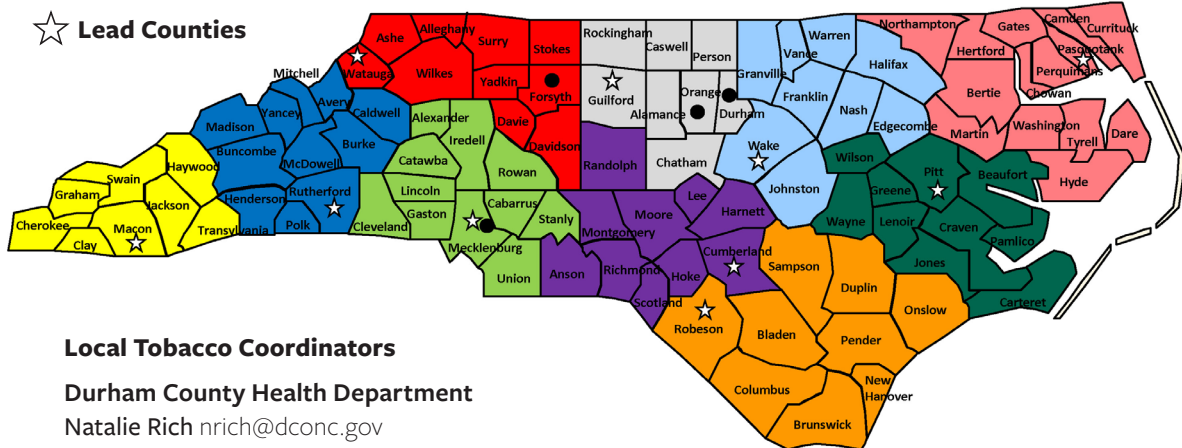 Lead Counties
Ashe
Alleghany
Surry
Stokes
Rockingham
Caswell
Person
Granville
Vance
Warren
Halifax
Northampton
Hertford
Gates
Camden
Currituck
Pasquotank
Perquimans
Chowan
Bertie
Watauga
Wilkes
Yadkin
Forsyth
Guilford
Alamance
Orange
Durham
Franklin
Nash
Edgecombe
Martin
Washington
Tyrell
Dare
Hyde
Mitchell
Avery
Yancey
Caldwell
Madison
Buncombe
McDowell
Burke
Alexander
Iredell
Davie
Davidson
Randolph
Chatham
Wake
Johnston
Wilson
Pitt
Beaufort
Haywood
Swain
Graham
Cherokee
Clay
Macon
Jackson
Transylvania
Henderson
Polk
Rutherford
Cleveland
Catawba
Lincoln
Gaston
Rowan
Cabarrus
Stanly
Mecklenburg
Union
Anson
Montgomery
Moore
Lee
Harnett
Richmond
Hoke
Scotland
Cumberland
Sampson
Wayne
Greene
Lenoir
Craven
Pamlico
Jones
Carteret
Duplin
Onslow
Robeson
Bladen
Pender
Columbus
New
Hanover
Brunswick
Local Tobacco Coordinators
Durham County Health Department
Natalie Rich nrich@dconc.gov